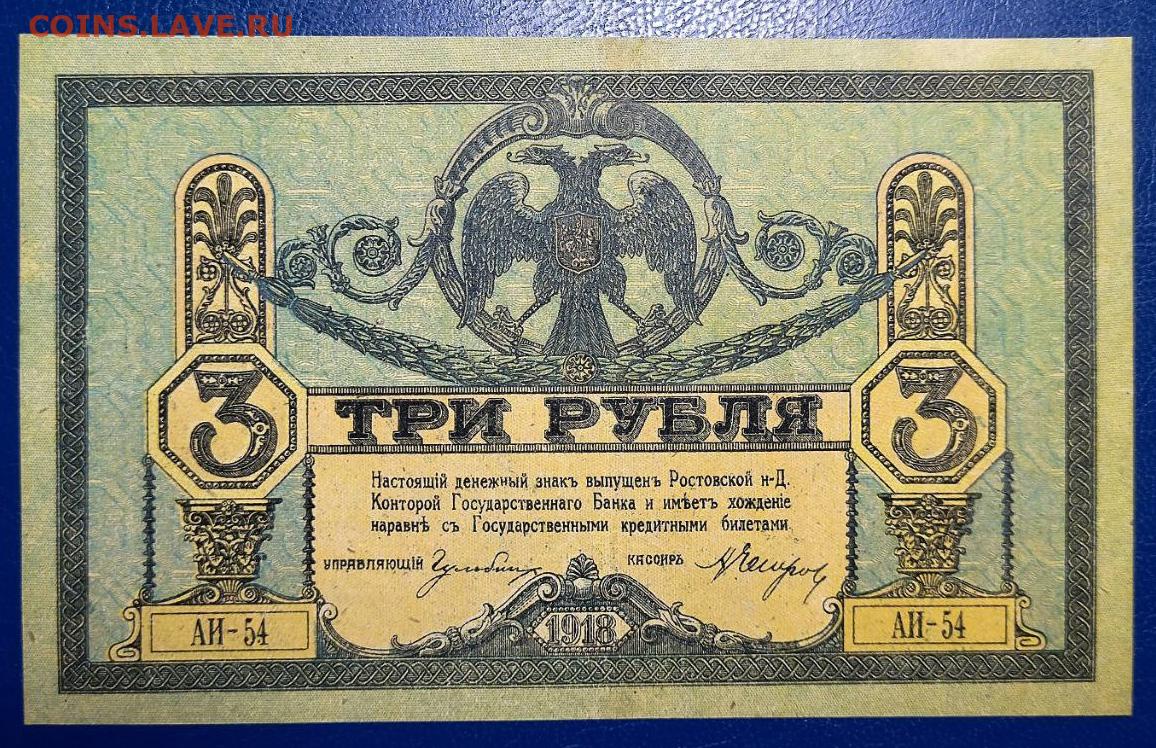 COINS.LAVE.RU
3
3
ТРИ РУБЛЯ
Настоящій денежный знакъ выпущенъ Ростовской н-Д.
Конторой Государственнаго Банка и имѣетъ хожденіе
наравнѣ съ Государственными кредитными билетами.
УПРАВЛЯЮЩІЙ Гульбинъ КАССИРЪ
АИ-54
1918
АИ-54